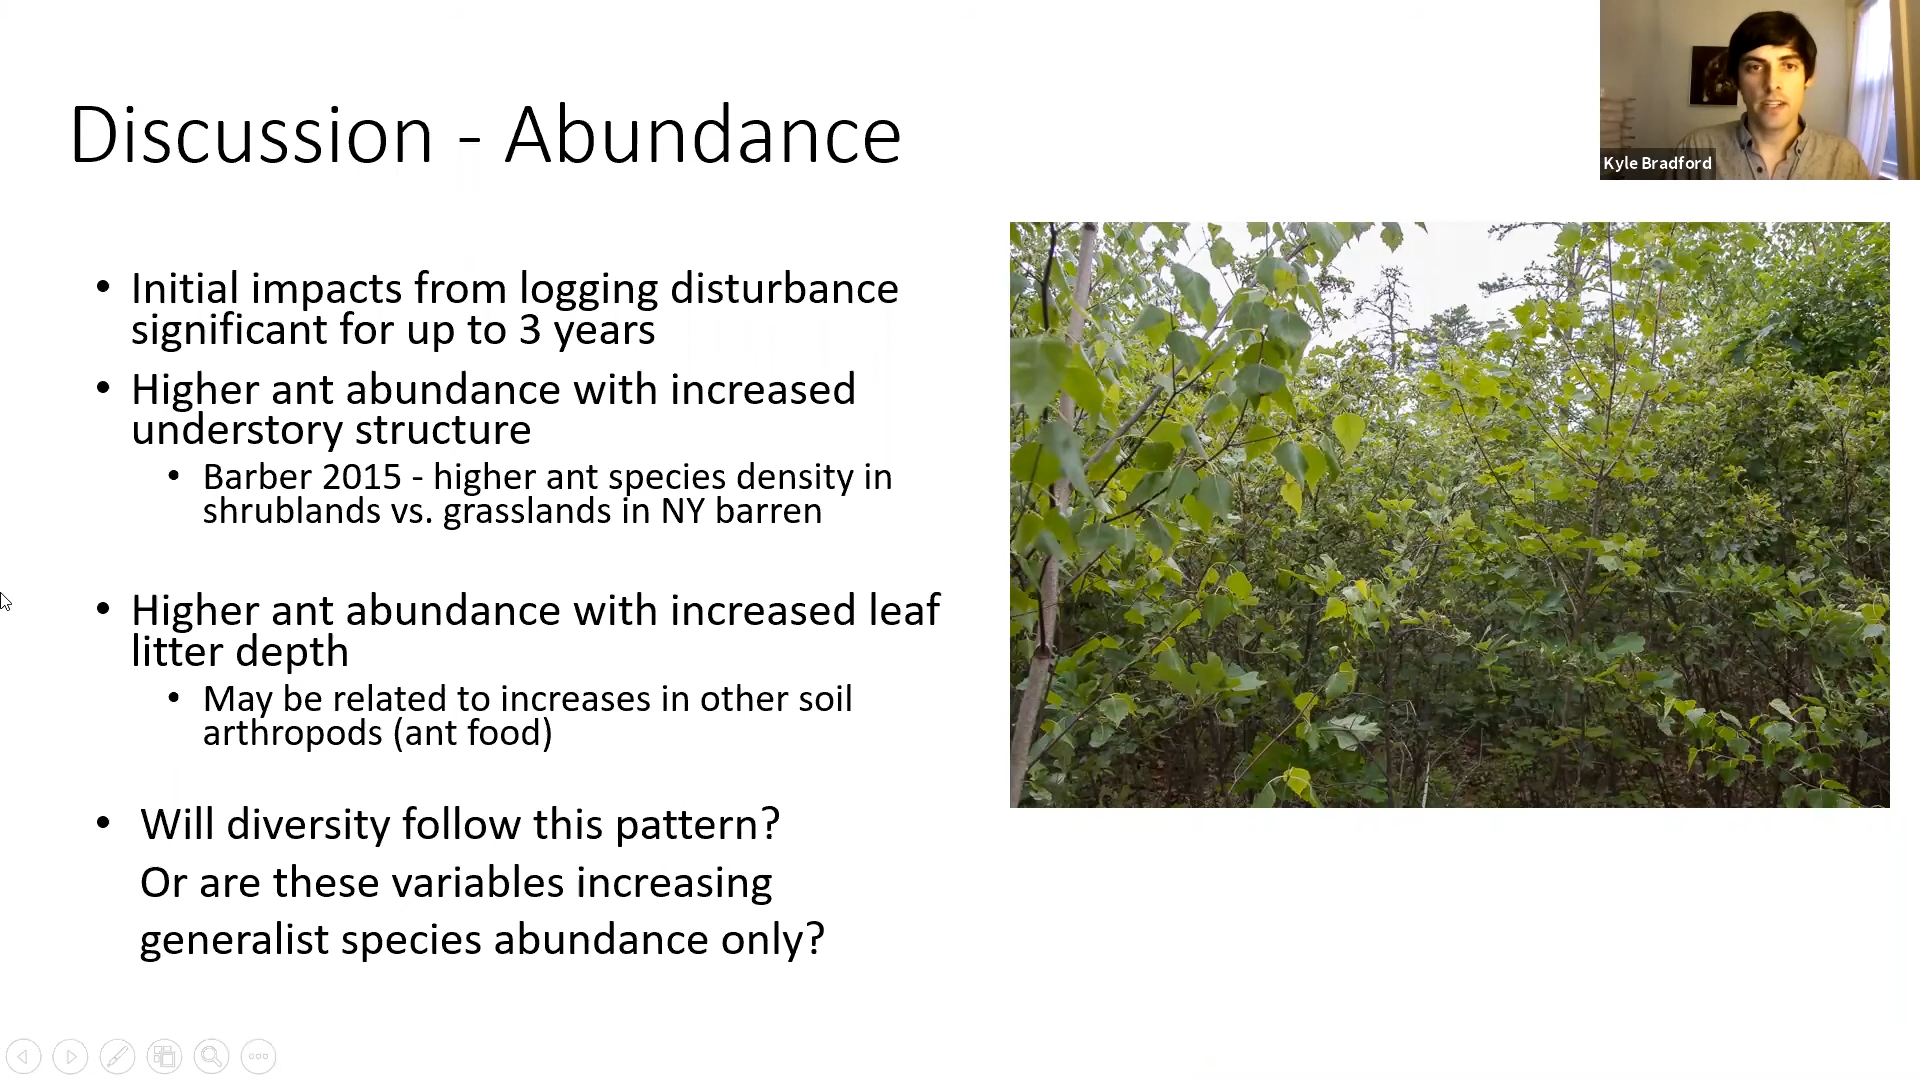 Discussion - Abundance
Kyle Bradford
• Initial impacts from logging disturbance
significant for up to 3 years
• Higher ant abundance with increased
understory structure
• Barber 2015 - higher ant species density in
shrublands vs. grasslands in NY barren
• Higher ant abundance with increased leaf
litter depth
• May be related to increases in other soil
arthropods (ant food)
• Will diversity follow this pattern?
Or are these variables increasing
generalist species abundance only?